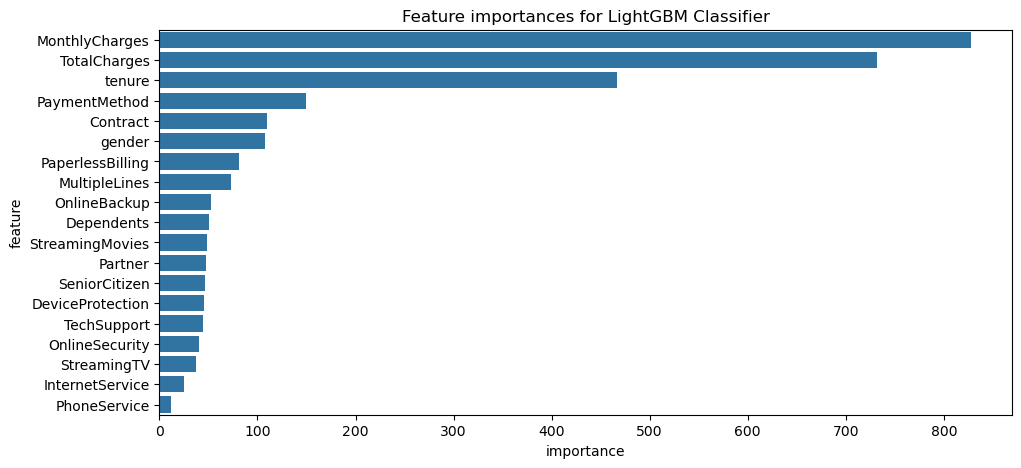 Feature importances for LightGBM Classifier
feature
MonthlyCharges
TotalCharges
tenure
PaymentMethod
Contract
gender
PaperlessBilling
MultipleLines
OnlineBackup
Dependents
StreamingMovies
Partner
SeniorCitizen
DeviceProtection
TechSupport
OnlineSecurity
StreamingTV
InternetService
PhoneService
0 100 200 300 400 500 600 700 800
importance